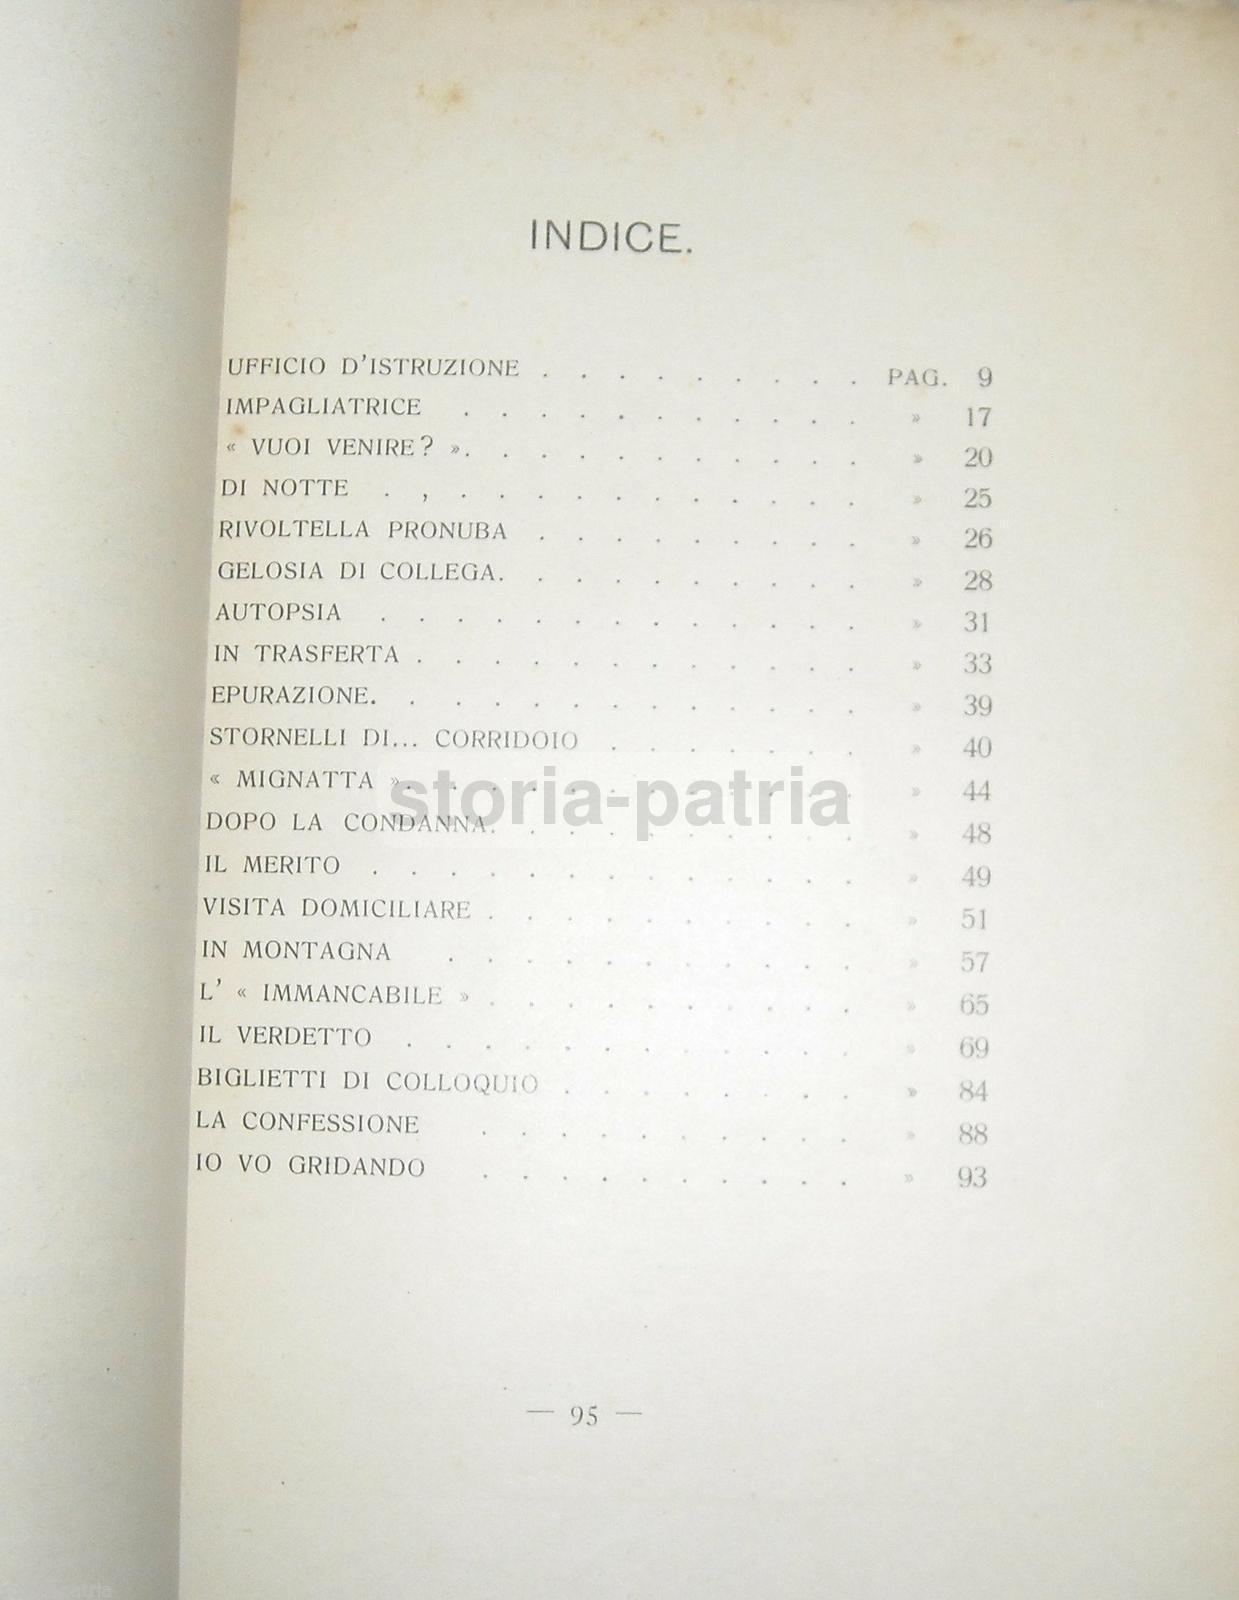 INDICE.
UFFICIO D'ISTRUZIONE . . . . . . . . . PAG. 9
IMPAGLIATRICE . . . . . . . . . . . » 17
« VUOI VENIRE? ». . . . . . . . . . . » 20
DI NOTTE . , . . . . . . . . . . . » 25
RIVOLTELLA PRONUBA . . . . . . . . . » 26
GELOSIA DI COLLEGA. . . . . . . . . . » 28
AUTOPSIA . . . . . . . . . . . . . » 31
IN TRASFERTA . . . . . . . . . . . . » 33
EPURAZIONE. . . . . . . . . . . . . » 39
STORNELLI DI... CORRIDOIO . . . . . . . » 40
« MIGNATTA ». . . . . . . . . . . . » 44
storia-patria
DOPO LA CONDANNA. . . . . . . . . . » 48
IL MERITO . . . . . . . . . . . . . » 49
VISITA DOMICILIARE . . . . . . . . . . » 51
IN MONTAGNA . . . . . . . . . . . » 57
L' « IMMANCABILE » . . . . . . . . . . » 65
IL VERDETTO . . . . . . . . . . . . » 69
BIGLIETTI DI COLLOQUIO . . . . . . . . » 84
LA CONFESSIONE . . . . . . . . . . » 88
IO VO GRIDANDO . . . . . . . . . . » 93
— 95 —